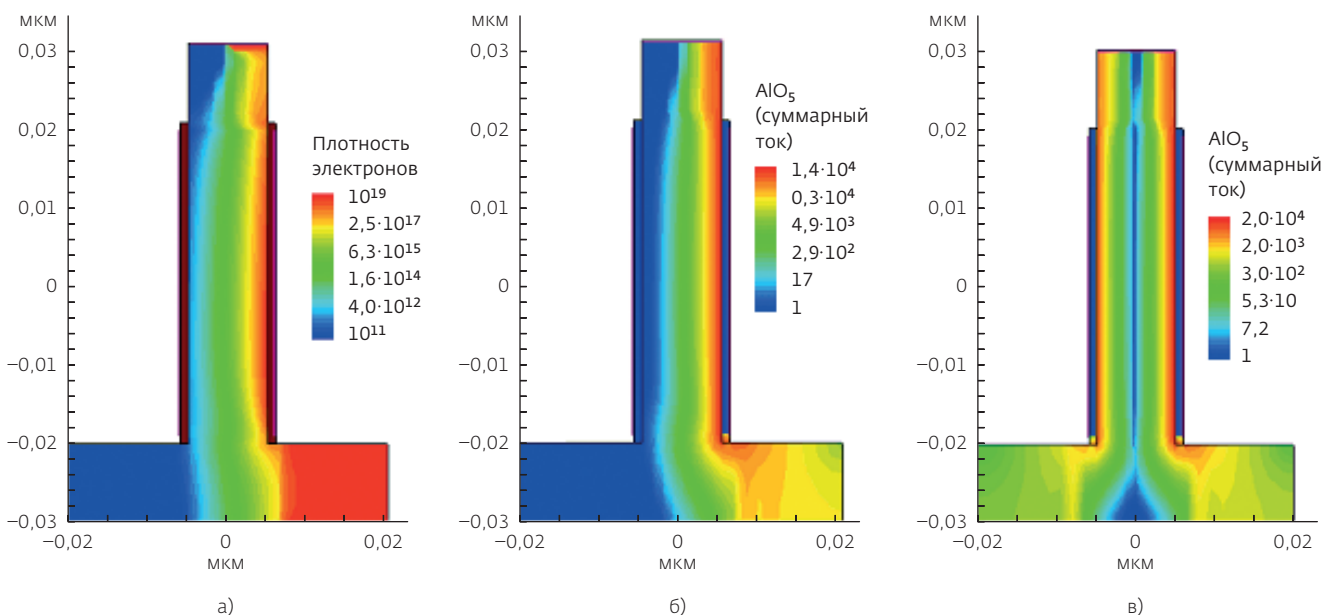 мкм
0,03
0,02
0,01
0
−0,01
−0,02
−0,03
−0,02
0
0,02
мкм
Плотность
электронов
10¹⁹
2,5·10¹⁷
6,3·10¹⁵
1,6·10¹⁴
4,0·10¹²
10¹¹
а)
мкм
0,03
0,02
0,01
0
−0,01
−0,02
−0,03
−0,02
0
0,02
мкм
AlO₅
(суммарный
ток)
1,4·10⁴
0,3·10⁴
4,9·10³
2,9·10²
17
1
б)
мкм
0,03
0,02
0,01
0
−0,01
−0,02
−0,03
−0,02
0
0,02
мкм
AlO₅
(суммарный
ток)
2,0·10⁴
2,0·10³
3,0·10²
5,3·10
7,2
1
в)